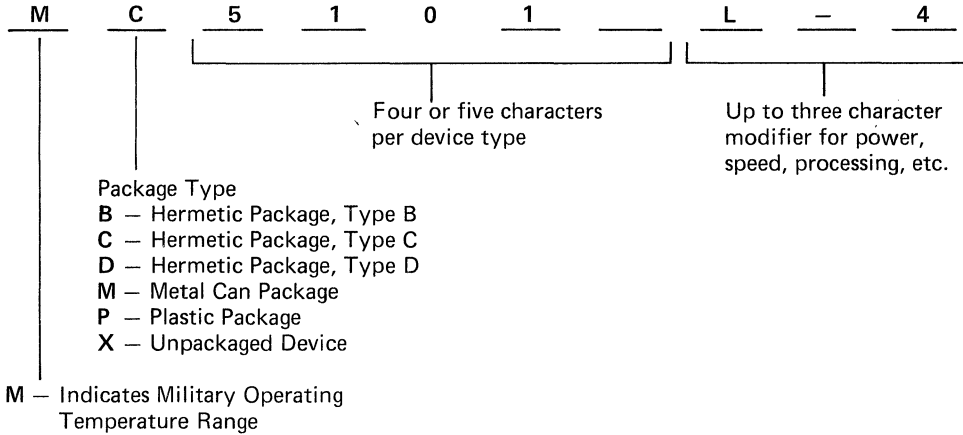 M C 5 1 0 1 L – 4
Four or five characters
per device type
Up to three character
modifier for power,
speed, processing, etc.
Package Type
B — Hermetic Package, Type B
C — Hermetic Package, Type C
D — Hermetic Package, Type D
M — Metal Can Package
P — Plastic Package
X — Unpackaged Device
M — Indicates Military Operating
Temperature Range